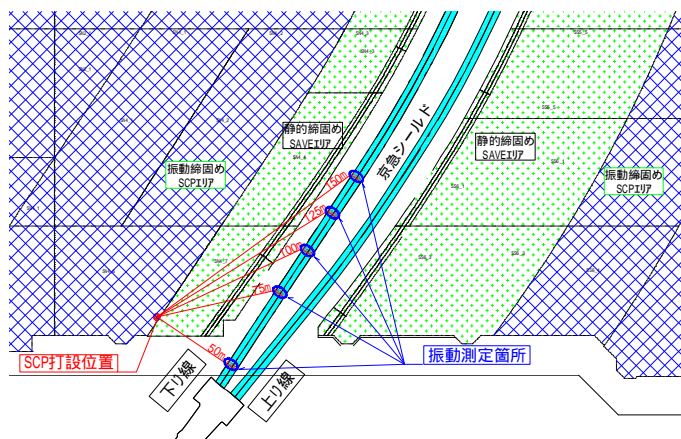 静的締固め
SAVEエリア
京急シールド
静的締固め
SAVEエリア
振動締固め
SCPエリア
振動締固め
SCPエリア
150m
125m
100m
75m
50m
SCP打設位置
振動測定箇所
下り線
上り線